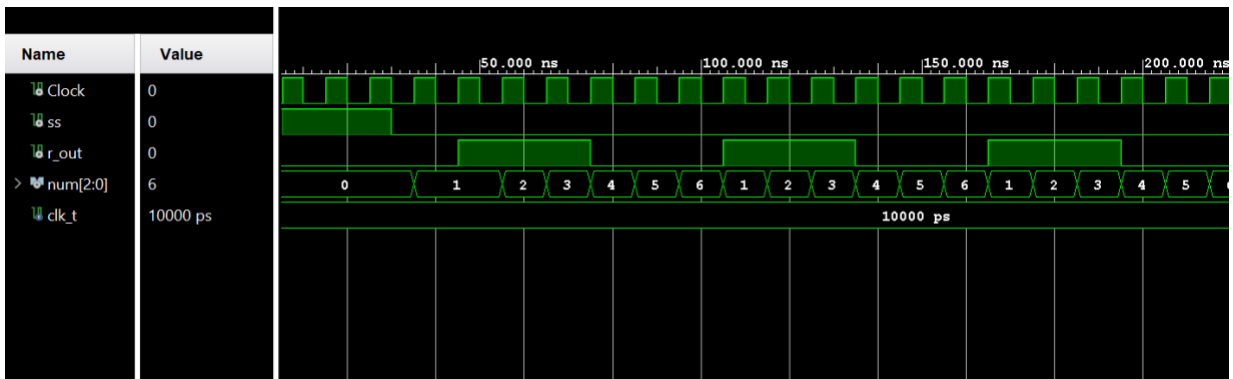 Name Value
50.000 ns 100.000 ns 150.000 ns 200.000 ns
Clock 0
ss 0
r_out 0
> num[2:0] 6 0 1 2 3 4 5 6 1 2 3 4 5 6 1 2 3 4 5
clk_t 10000 ps 10000 ps